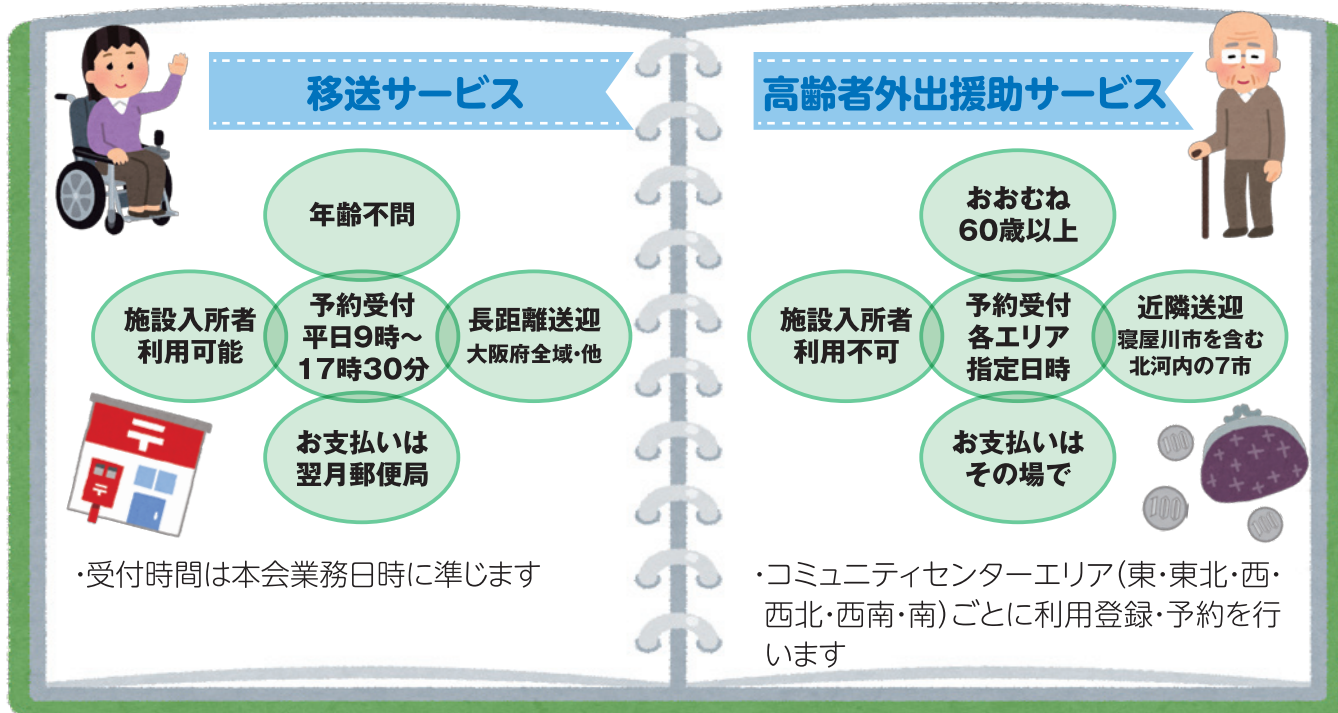 移送サービス
年齢不問
施設入所者
利用可能
予約受付
平日9時～
17時30分
長距離送迎
大阪府全域・他
お支払いは
翌月郵便局
・受付時間は本会業務日時に準じます
高齢者外出援助サービス
おおむね
60歳以上
施設入所者
利用不可
予約受付
各エリア
指定日時
近隣送迎
寝屋川市を含む
北河内の7市
お支払いは
その場で
100
100
100
・コミュニティセンターエリア(東・東北・西・
西北・西南・南)ごとに利用登録・予約を行
います